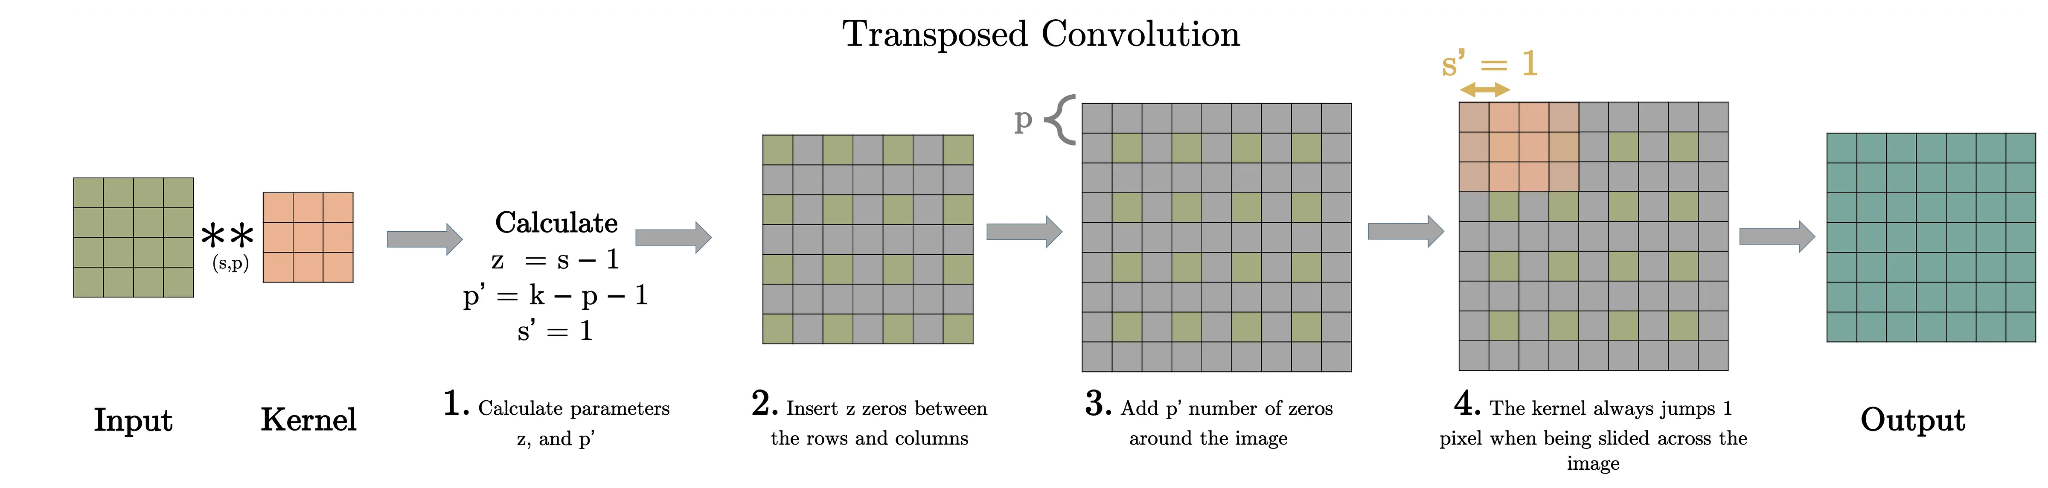 Transposed Convolution
s' = 1
p
**
(s,p)
Calculate
z = s − 1
p' = k − p − 1
s' = 1
Input
Kernel
1. Calculate parameters
z, and p'
2. Insert z zeros between
the rows and columns
3. Add p' number of zeros
around the image
4. The kernel always jumps 1
pixel when being slided across the
image
Output